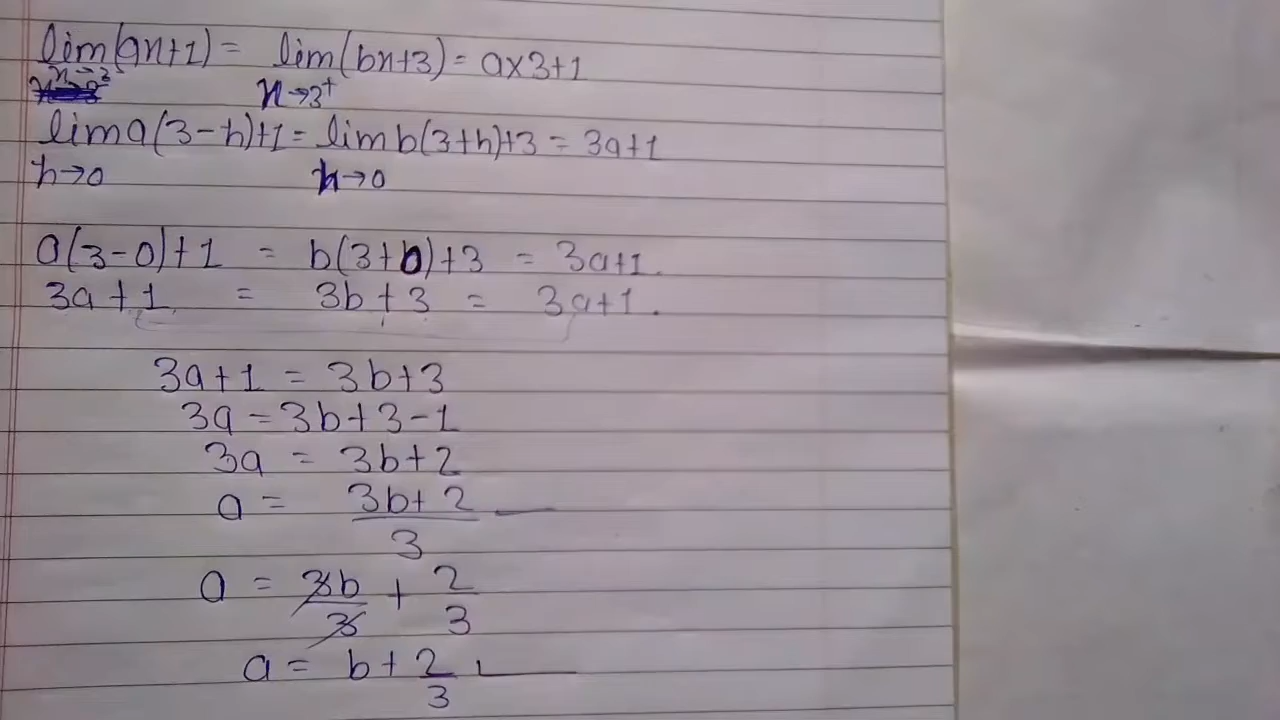 lim(ax+1) = lim(bx+3) = a×3+1
x→3⁻ x→3⁺
lim a(3-h)+1 = lim b(3+h)+3 = 3a+1
h→0 h→0
a(3-0)+1 = b(3+0)+3 = 3a+1.
3a+1 = 3b+3 = 3a+1.
3a+1 = 3b+3
3a = 3b+3-1
3a = 3b+2
a = 3b+2
3
a = 3b + 2
3 3
a = b + 2
3